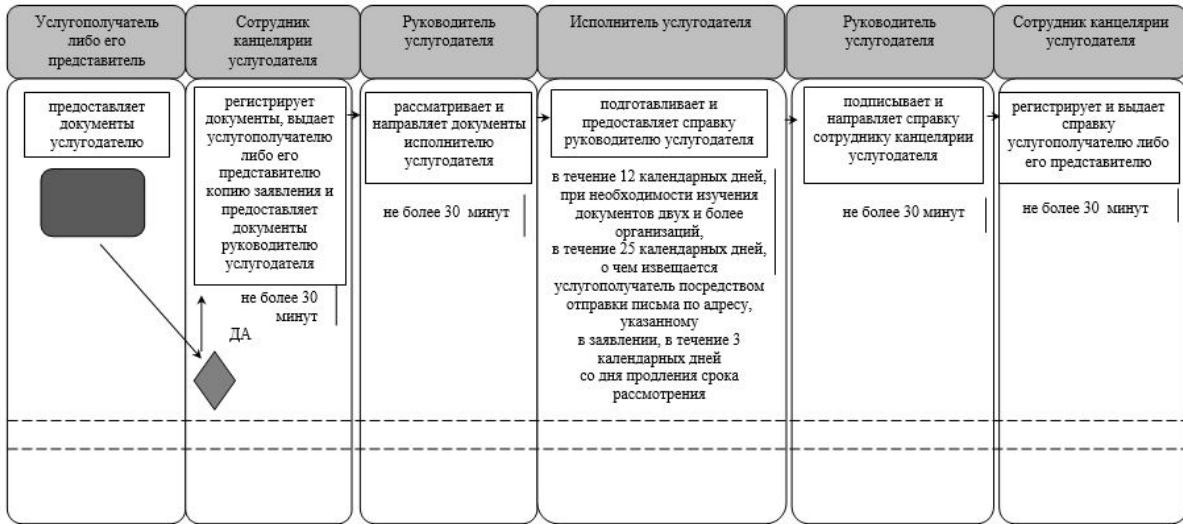 Услугополучатель
либо его
представитель
Сотрудник
канцелярии
услугодателя
Руководитель
услугодателя
Исполнитель услугодателя
Руководитель
услугодателя
Сотрудник канцелярии
услугодателя
предоставляет
документы
услугодателю
регистрирует
документы, выдает
услугополучателю
либо его
представителю
копию заявления и
предоставляет
документы
руководителю
услугодателя
не более 30
минут
ДА
рассматривает и
направляет документы
исполнителю
услугодателя
не более 30 минут
подготавливает и
предоставляет справку
руководителю услугодателя
в течение 12 календарных дней,
при необходимости изучения
документов двух и более
организаций,
в течение 25 календарных дней,
о чем извещается
услугополучатель посредством
отправки письма по адресу,
указанному
в заявлении, в течение 3
календарных дней
со дня продления срока
рассмотрения
подписывает и
направляет справку
сотруднику канцелярии
услугодателя
не более 30 минут
регистрирует и выдает
справку
услугополучателю либо
его представителю
не более 30 минут